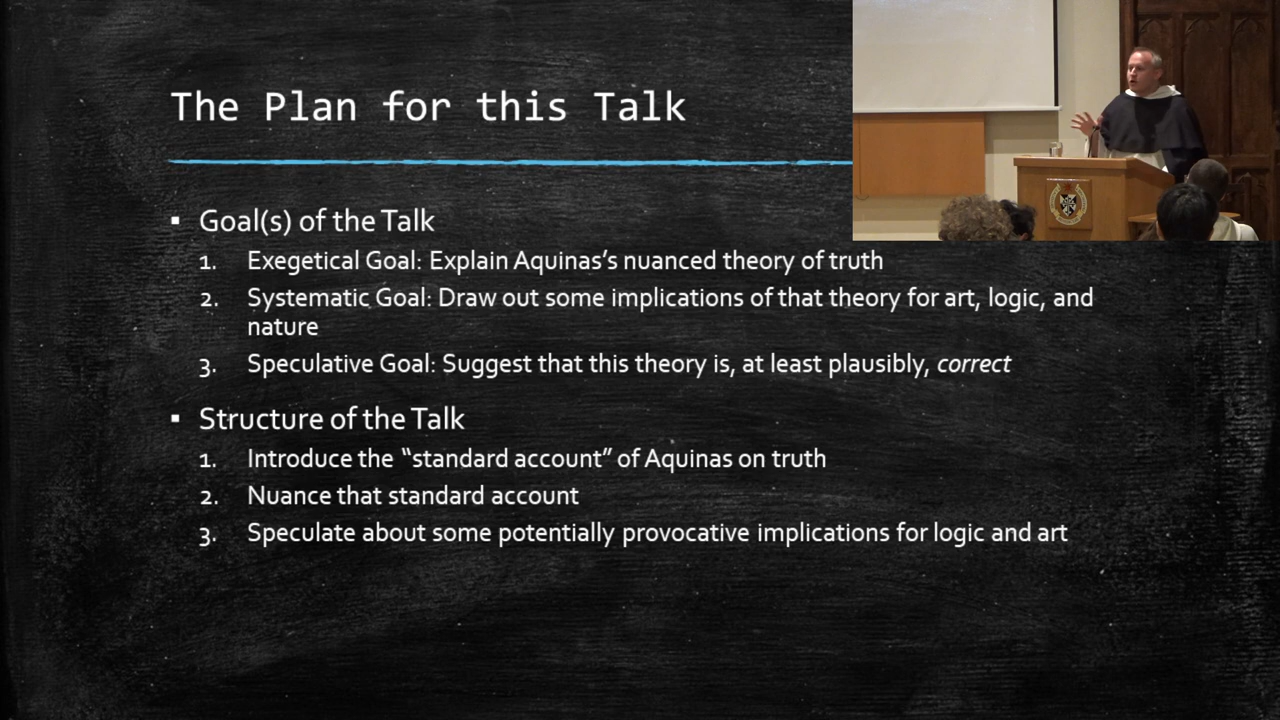 The Plan for this Talk
▪ Goal(s) of the Talk
1. Exegetical Goal: Explain Aquinas’s nuanced theory of truth
2. Systematic Goal: Draw out some implications of that theory for art, logic, and
nature
3. Speculative Goal: Suggest that this theory is, at least plausibly, correct
▪ Structure of the Talk
1. Introduce the “standard account” of Aquinas on truth
2. Nuance that standard account
3. Speculate about some potentially provocative implications for logic and art